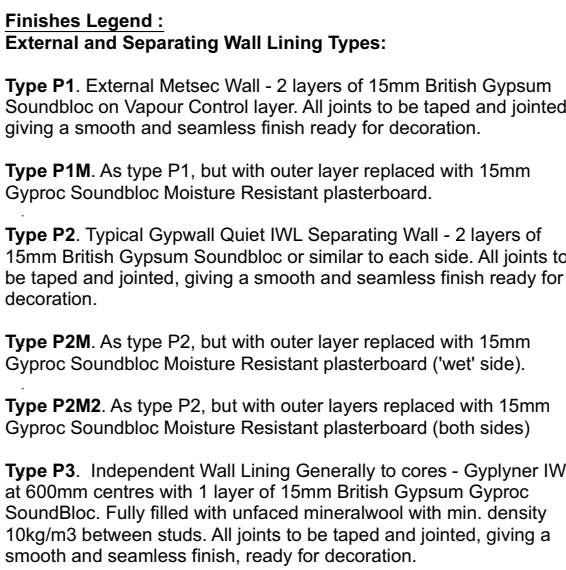 Finishes Legend :
External and Separating Wall Lining Types:
Type P1. External Metsec Wall - 2 layers of 15mm British Gypsum
Soundbloc on Vapour Control layer. All joints to be taped and jointed
giving a smooth and seamless finish ready for decoration.
Type P1M. As type P1, but with outer layer replaced with 15mm
Gyproc Soundbloc Moisture Resistant plasterboard.
Type P2. Typical Gypwall Quiet IWL Separating Wall - 2 layers of
15mm British Gypsum Soundbloc or similar to each side. All joints to
be taped and jointed, giving a smooth and seamless finish ready for
decoration.
Type P2M. As type P2, but with outer layer replaced with 15mm
Gyproc Soundbloc Moisture Resistant plasterboard ('wet' side).
Type P2M2. As type P2, but with outer layers replaced with 15mm
Gyproc Soundbloc Moisture Resistant plasterboard (both sides)
Type P3. Independent Wall Lining Generally to cores - Gyplyner IW
at 600mm centres with 1 layer of 15mm British Gypsum Gyproc
SoundBloc. Fully filled with unfaced mineralwool with min. density
10kg/m3 between studs. All joints to be taped and jointed, giving a
smooth and seamless finish, ready for decoration.